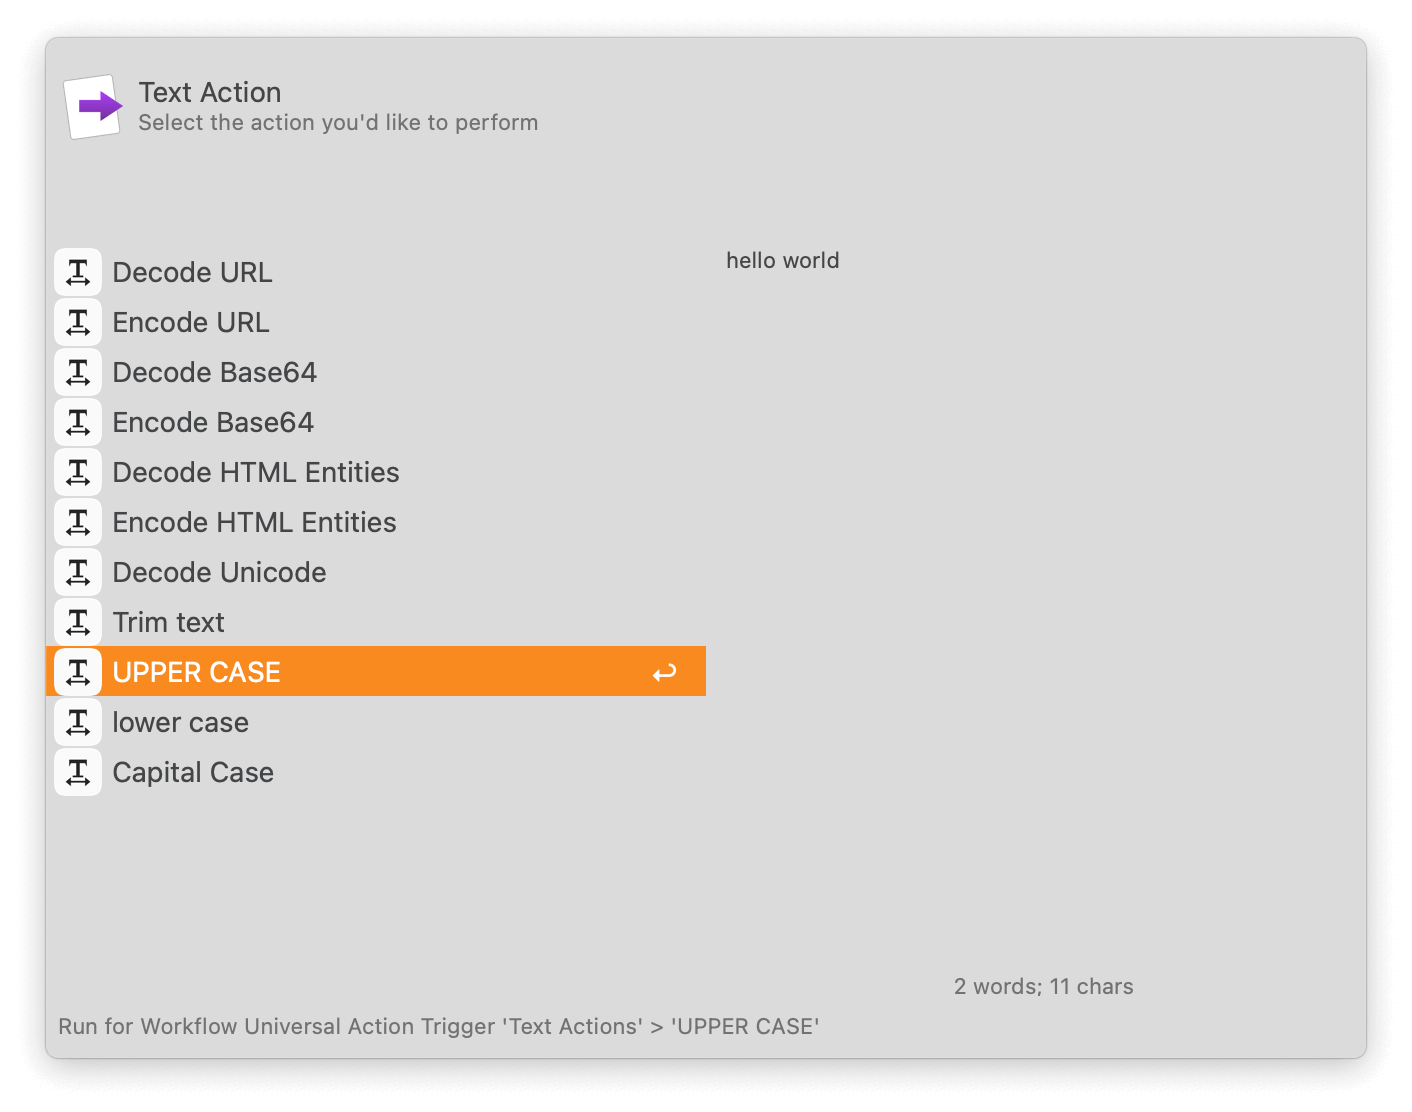 Text Action
Select the action you'd like to perform
Decode URL
Encode URL
Decode Base64
Encode Base64
Decode HTML Entities
Encode HTML Entities
Decode Unicode
Trim text
UPPER CASE
lower case
Capital Case
hello world
2 words; 11 chars
Run for Workflow Universal Action Trigger 'Text Actions' > 'UPPER CASE'